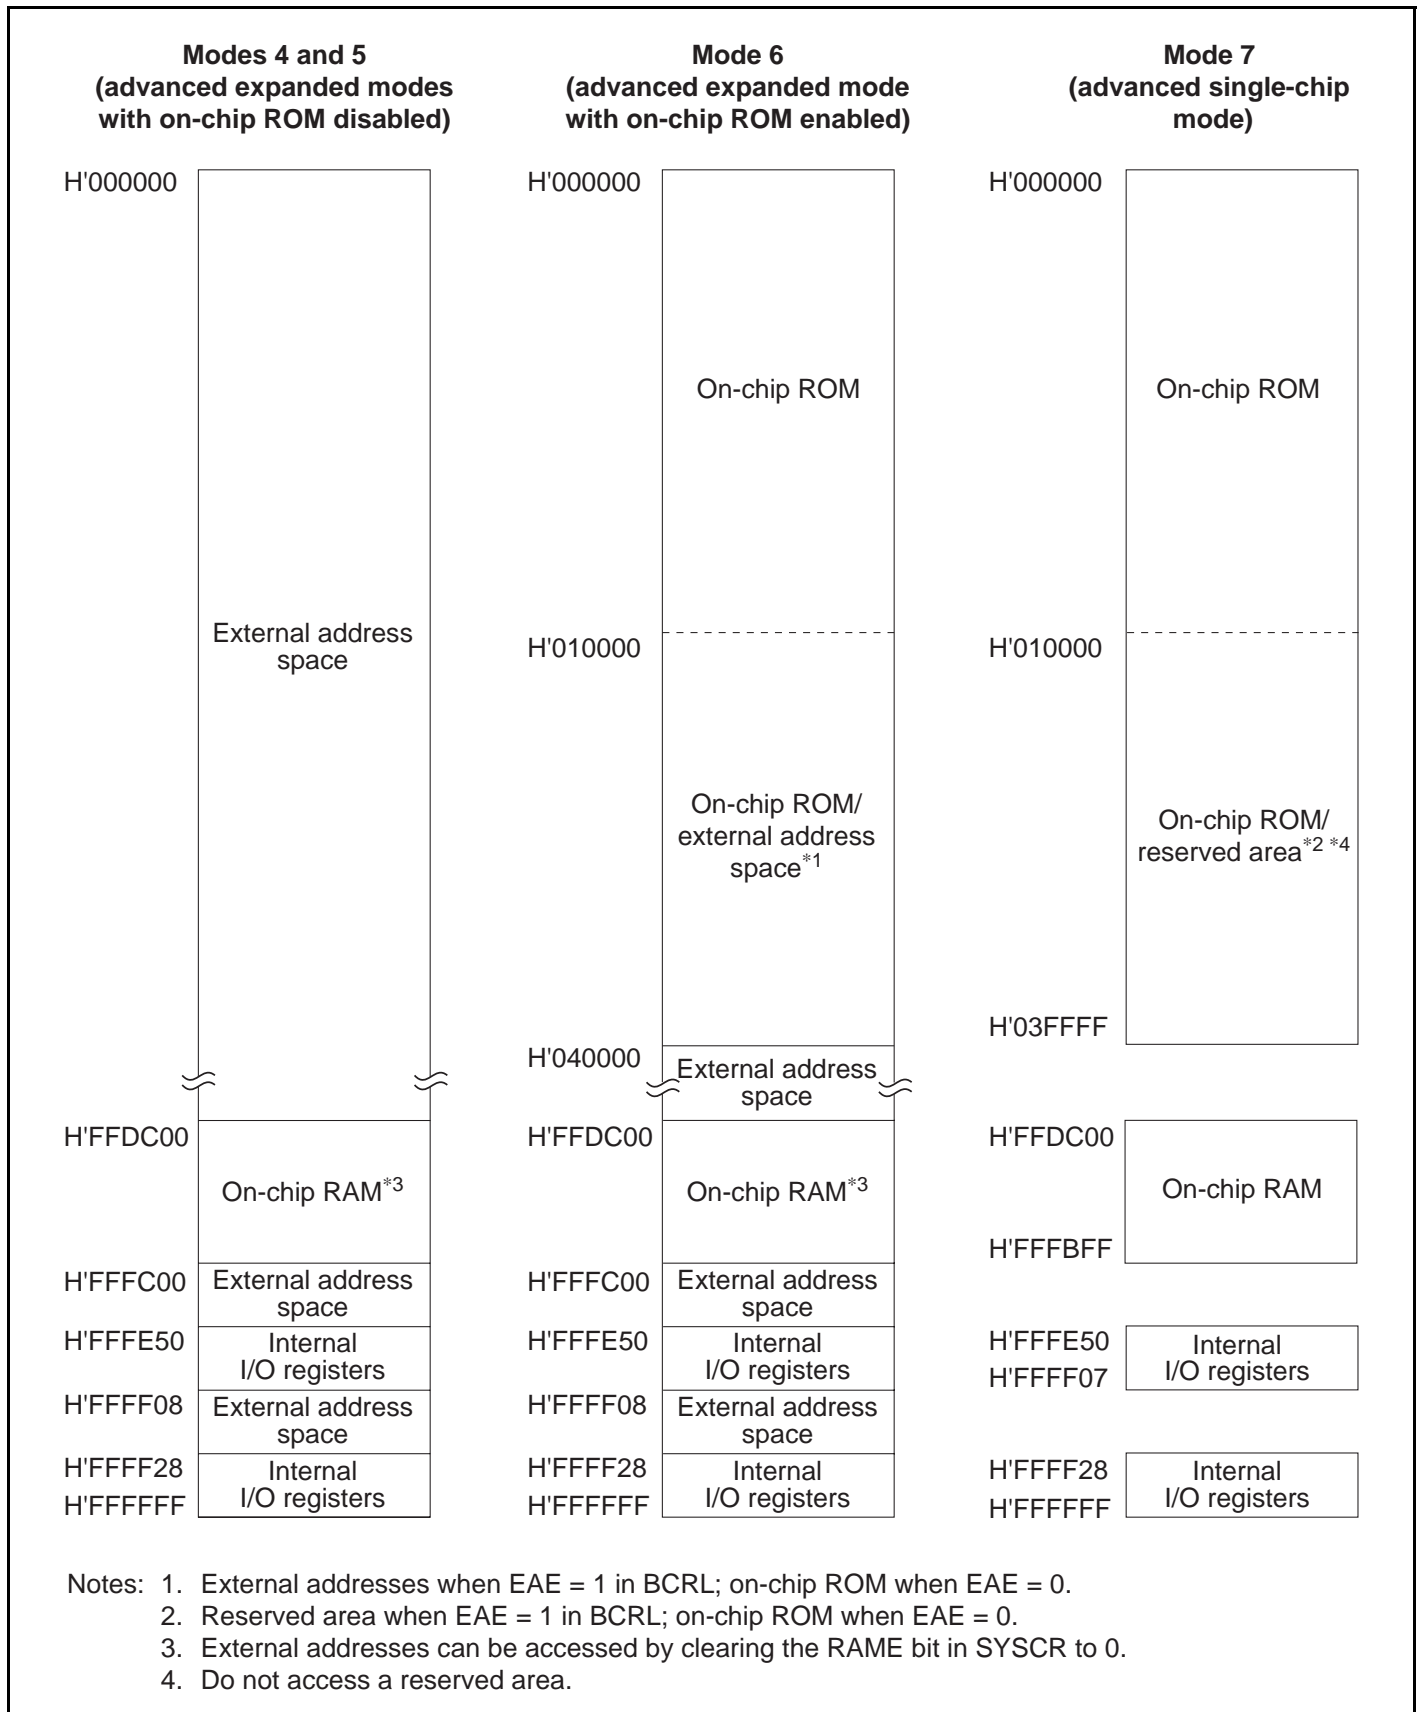 Modes 4 and 5
(advanced expanded modes
with on-chip ROM disabled)
H'000000
External address
space
H'FFDC00
On-chip RAM*3
H'FFFC00
External address
space
H'FFFE50
Internal
I/O registers
H'FFFF08
External address
space
H'FFFF28
Internal
I/O registers
H'FFFFFF
Mode 6
(advanced expanded mode
with on-chip ROM enabled)
H'000000
On-chip ROM
H'010000
On-chip ROM/
external address
space*1
H'040000
External address
space
H'FFDC00
On-chip RAM*3
H'FFFC00
External address
space
H'FFFE50
Internal
I/O registers
H'FFFF08
External address
space
H'FFFF28
Internal
I/O registers
H'FFFFFF
Mode 7
(advanced single-chip
mode)
H'000000
On-chip ROM
H'010000
On-chip ROM/
reserved area*2 *4
H'03FFFF
H'FFDC00
On-chip RAM
H'FFFBFF
H'FFFE50
Internal
I/O registers
H'FFFF07
H'FFFF28
Internal
I/O registers
H'FFFFFF
Notes: 1. External addresses when EAE = 1 in BCRL; on-chip ROM when EAE = 0.
2. Reserved area when EAE = 1 in BCRL; on-chip ROM when EAE = 0.
3. External addresses can be accessed by clearing the RAME bit in SYSCR to 0.
4. Do not access a reserved area.